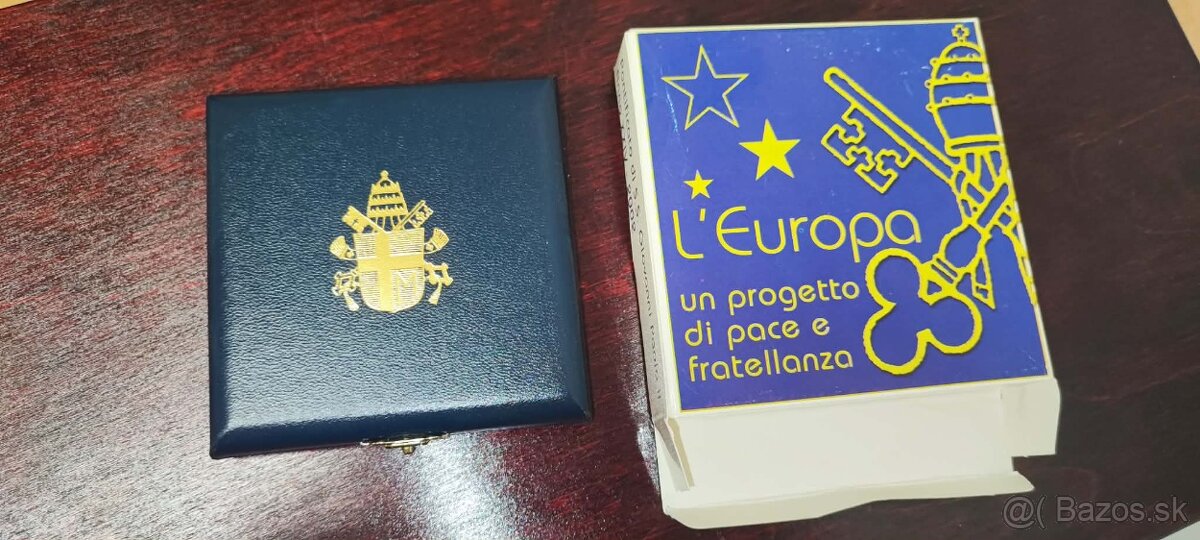 L'Europa
un progetto
di pace e
fratellanza
@( Bazos.sk